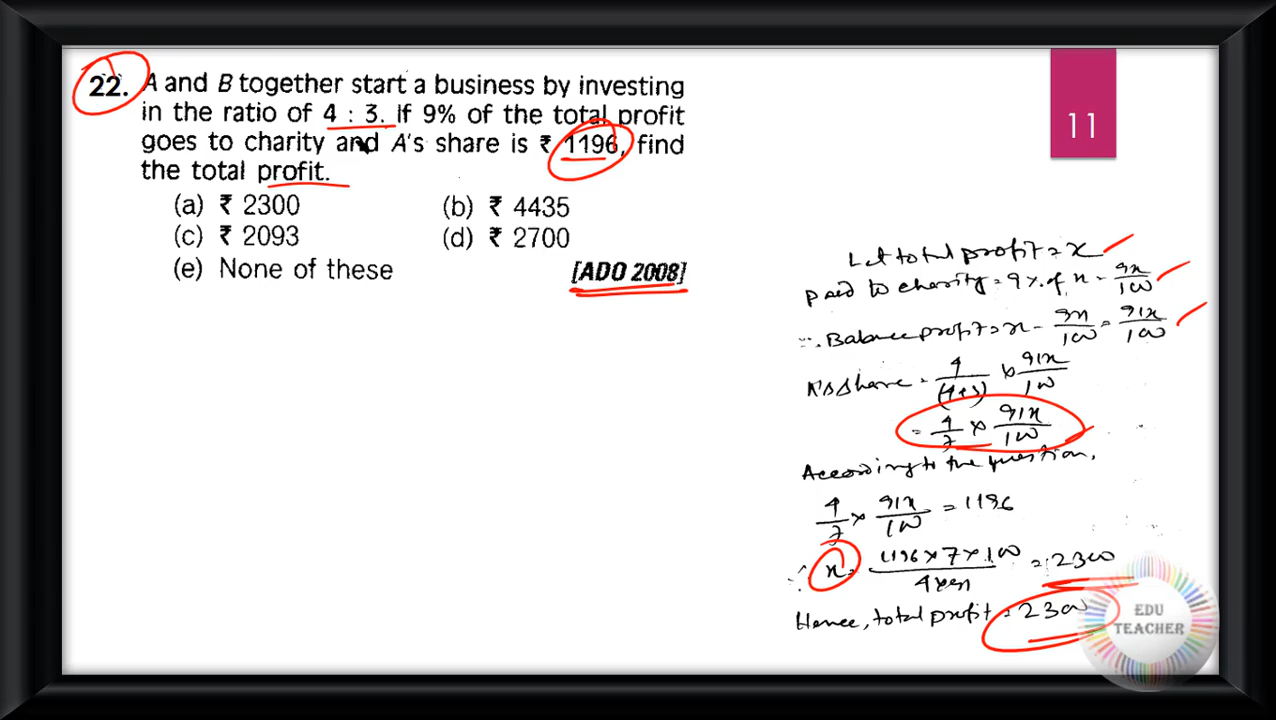 22. A and B together start a business by investing
in the ratio of 4 : 3. If 9% of the total profit
goes to charity and A's share is ₹ 1196, find
the total profit.
(a) ₹ 2300 (b) ₹ 4435
(c) ₹ 2093 (d) ₹ 2700
(e) None of these [ADO 2008]
11
Let total profit = x
Paid to charity = 9% of x = 9x/100
∴ Balance profit = x - 9x/100 = 91x/100
A's share = 4/(4+3) × 91x/100
= 4/7 × 91x/100
According to the question,
4/7 × 91x/100 = 1196
∴ x = 1196×7×100/4×91 = 2300
Hence, total profit = 2300
EDU
TEACHER